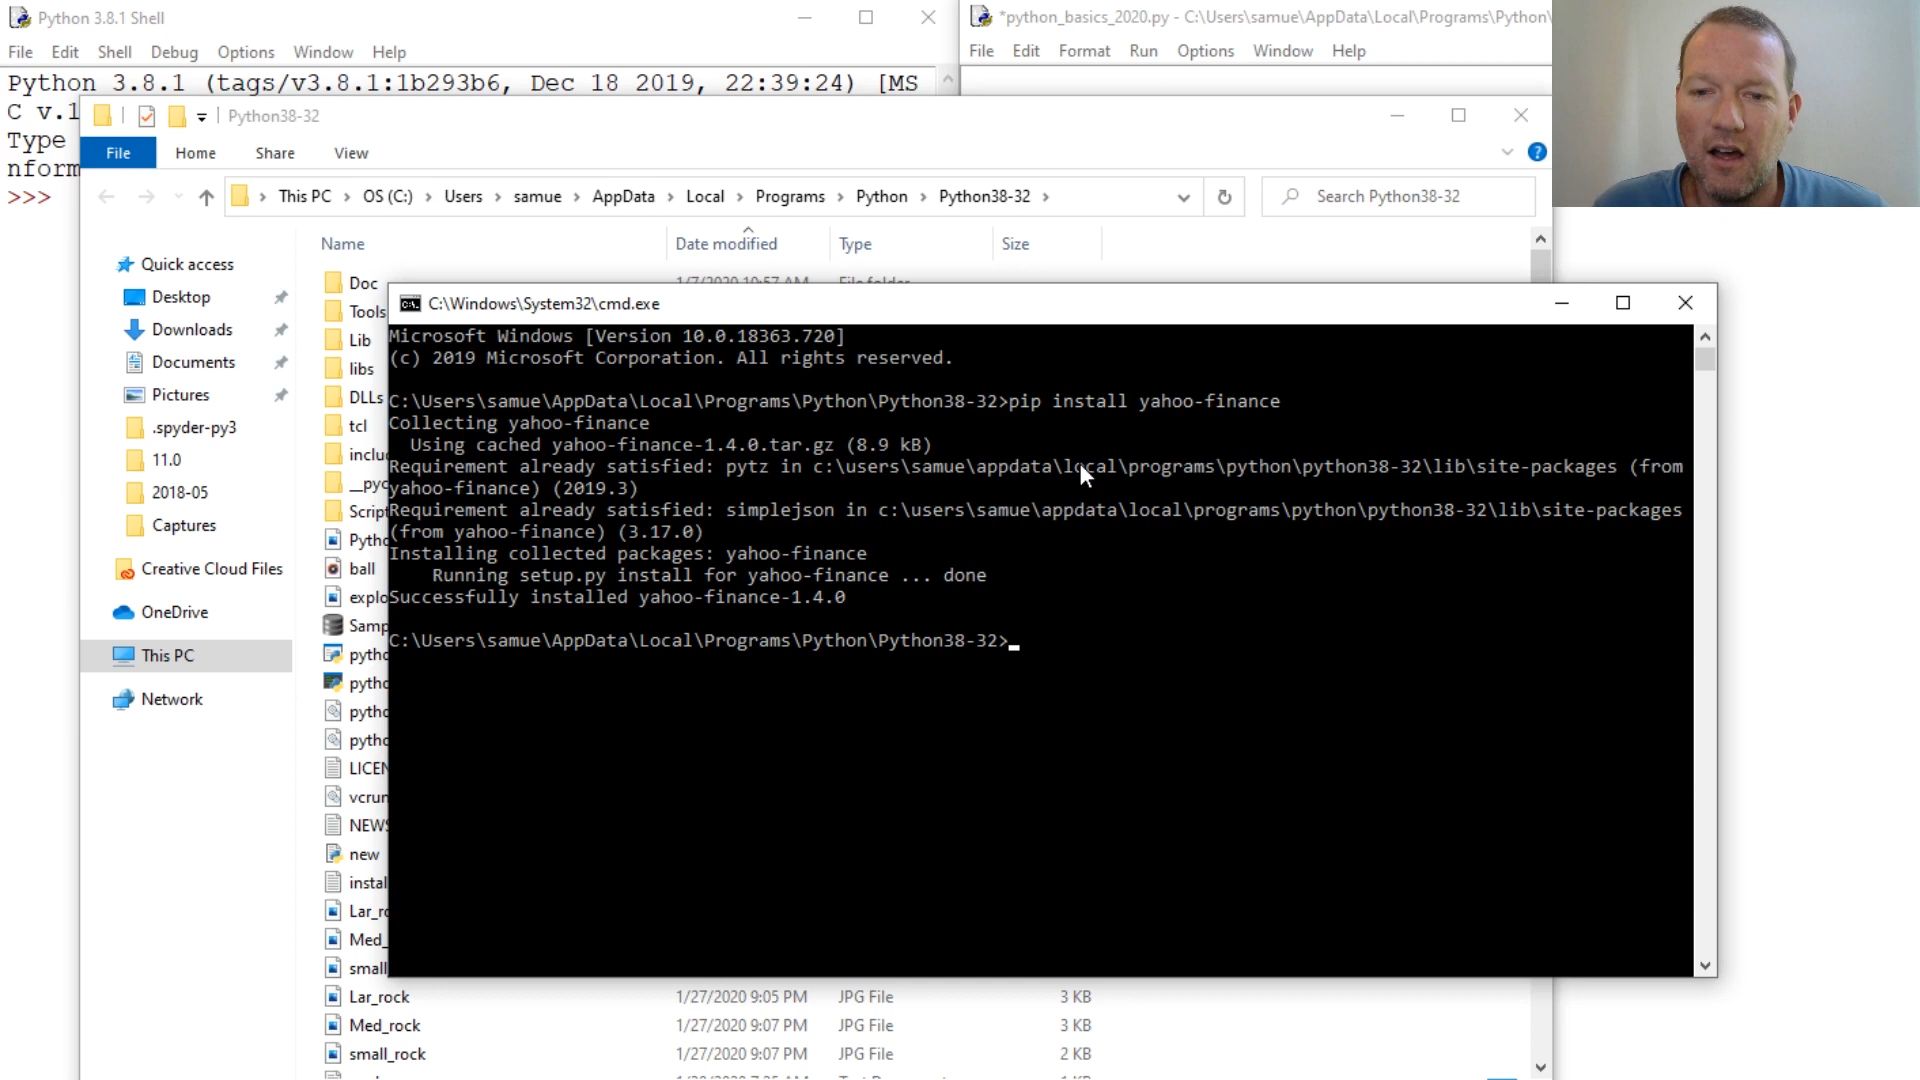 Python 3.8.1 Shell
File Edit Shell Debug Options Window Help
Python 3.8.1 (tags/v3.8.1:1b293b6, Dec 18 2019, 22:39:24) [MS
C v.1
Type
nform
>>>
*python_basics_2020.py - C:\Users\samue\AppData\Local\Programs\Python\
File Edit Format Run Options Window Help
Python38-32
File Home Share View
This PC > OS (C:) > Users > samue > AppData > Local > Programs > Python > Python38-32 >
Search Python38-32
Name Date modified Type Size
Quick access
Desktop
Downloads
Documents
Pictures
.spyder-py3
11.0
2018-05
Captures
Creative Cloud Files
OneDrive
This PC
Network
Doc
Tools
Lib
libs
DLLs
tcl
inclu
__pyc
Script
Pytho
ball
explo
Samp
pytho
pytho
pytho
pytho
LICEN
vcrun
NEWS
new
instal
Lar_ro
Med_
small
Lar_rock 1/27/2020 9:05 PM JPG File 3 KB
Med_rock 1/27/2020 9:07 PM JPG File 3 KB
small_rock 1/27/2020 9:07 PM JPG File 2 KB
C:\Windows\System32\cmd.exe
Microsoft Windows [Version 10.0.18363.720]
(c) 2019 Microsoft Corporation. All rights reserved.
C:\Users\samue\AppData\Local\Programs\Python\Python38-32>pip install yahoo-finance
Collecting yahoo-finance
Using cached yahoo-finance-1.4.0.tar.gz (8.9 kB)
Requirement already satisfied: pytz in c:\users\samue\appdata\local\programs\python\python38-32\lib\site-packages (from
yahoo-finance) (2019.3)
Requirement already satisfied: simplejson in c:\users\samue\appdata\local\programs\python\python38-32\lib\site-packages
(from yahoo-finance) (3.17.0)
Installing collected packages: yahoo-finance
Running setup.py install for yahoo-finance ... done
Successfully installed yahoo-finance-1.4.0
C:\Users\samue\AppData\Local\Programs\Python\Python38-32>